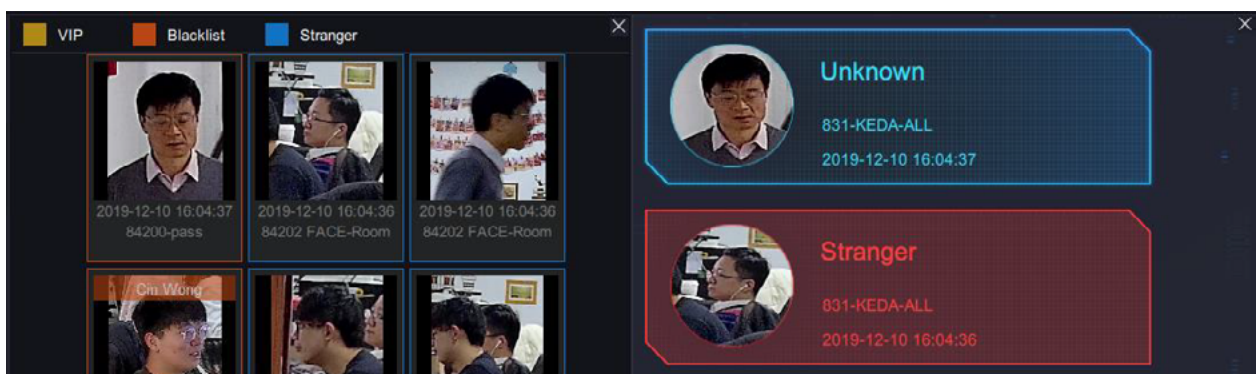 VIP
Blacklist
Stranger
2019-12-10 16:04:37
84200-pass
2019-12-10 16:04:36
84202 FACE-Room
2019-12-10 16:04:36
84202 FACE-Room
Cin Wong
Unknown
831-KEDA-ALL
2019-12-10 16:04:37
Stranger
831-KEDA-ALL
2019-12-10 16:04:36